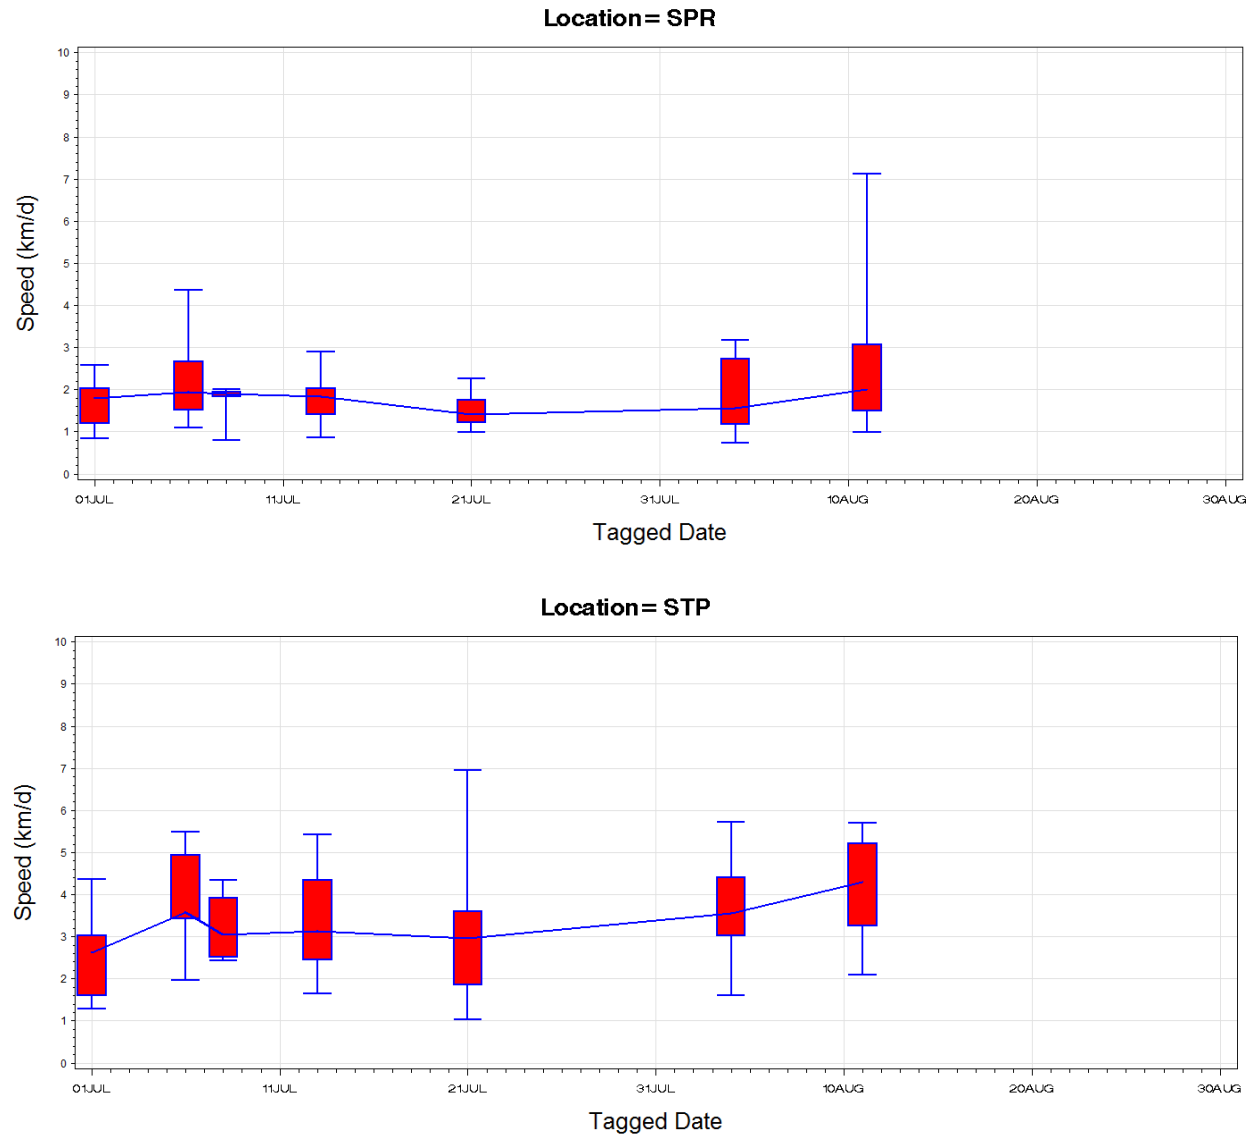 Location= SPR
10
9
8
7
6
5
4
3
2
1
0
Speed (km/d)
01JUL 11JUL 21JUL 31JUL 10AUG 20AUG 30AUG
Tagged Date
Location= STP
10
9
8
7
6
5
4
3
2
1
0
Speed (km/d)
01JUL 11JUL 21JUL 31JUL 10AUG 20AUG 30AUG
Tagged Date